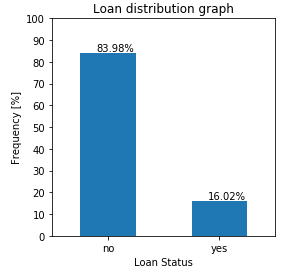 Loan distribution graph
100
90
80
70
60
50
40
30
20
10
0
Frequency [%]
83.98%
16.02%
no
yes
Loan Status